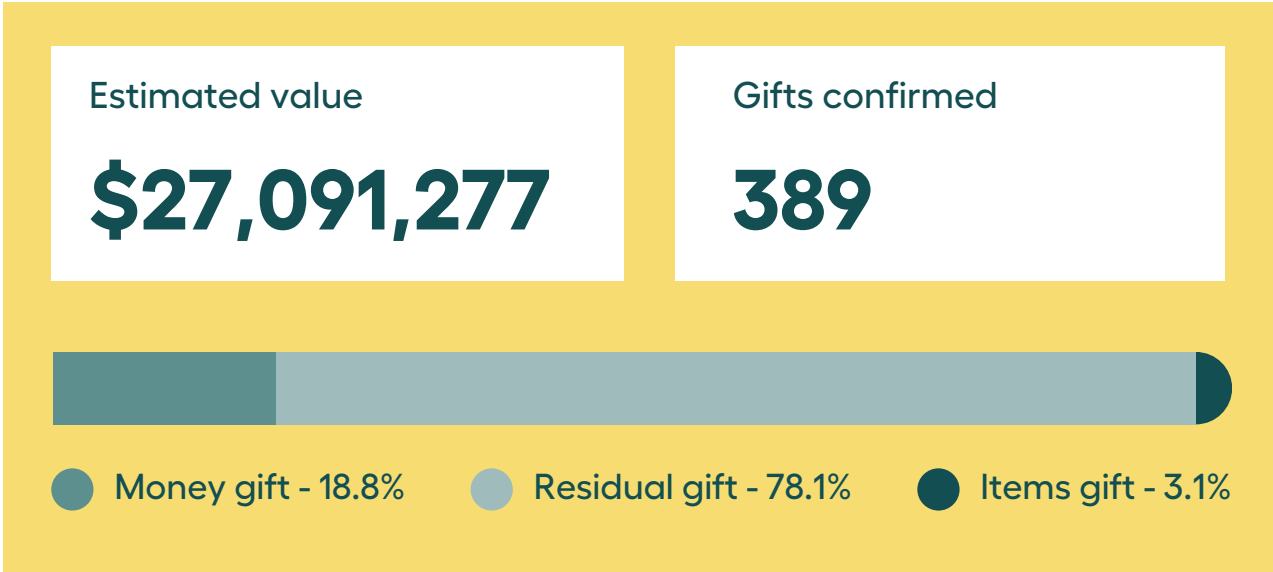 Estimated value
$27,091,277
Gifts confirmed
389
Money gift - 18.8%
Residual gift - 78.1%
Items gift - 3.1%